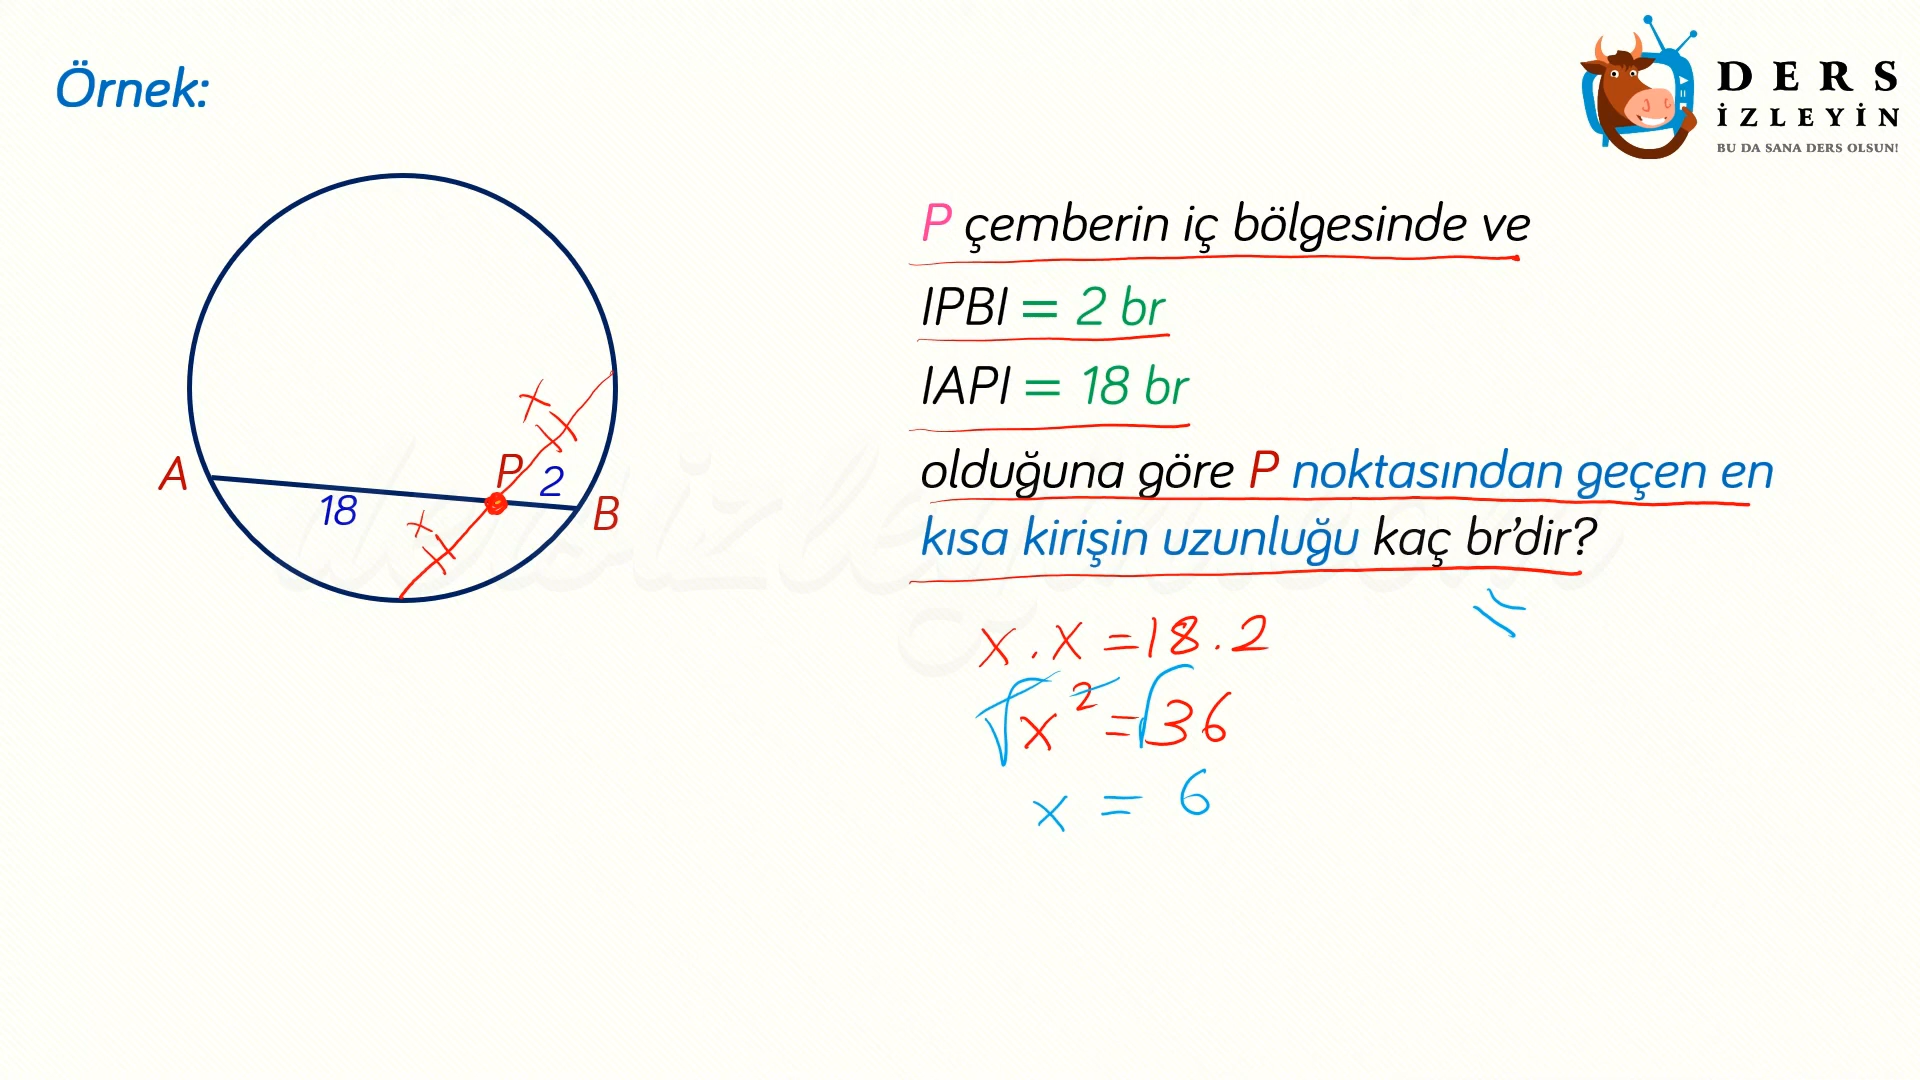 Örnek:
DERS
İZLEYİN
BU DA SANA DERS OLSUN!
P çemberin iç bölgesinde ve
IPBI = 2 br
IAPI = 18 br
olduğuna göre P noktasından geçen en
kısa kirişin uzunluğu kaç br'dir?
x
A
P
2
18
x
B
x . x = 18 . 2
√x² = √36
x = 6